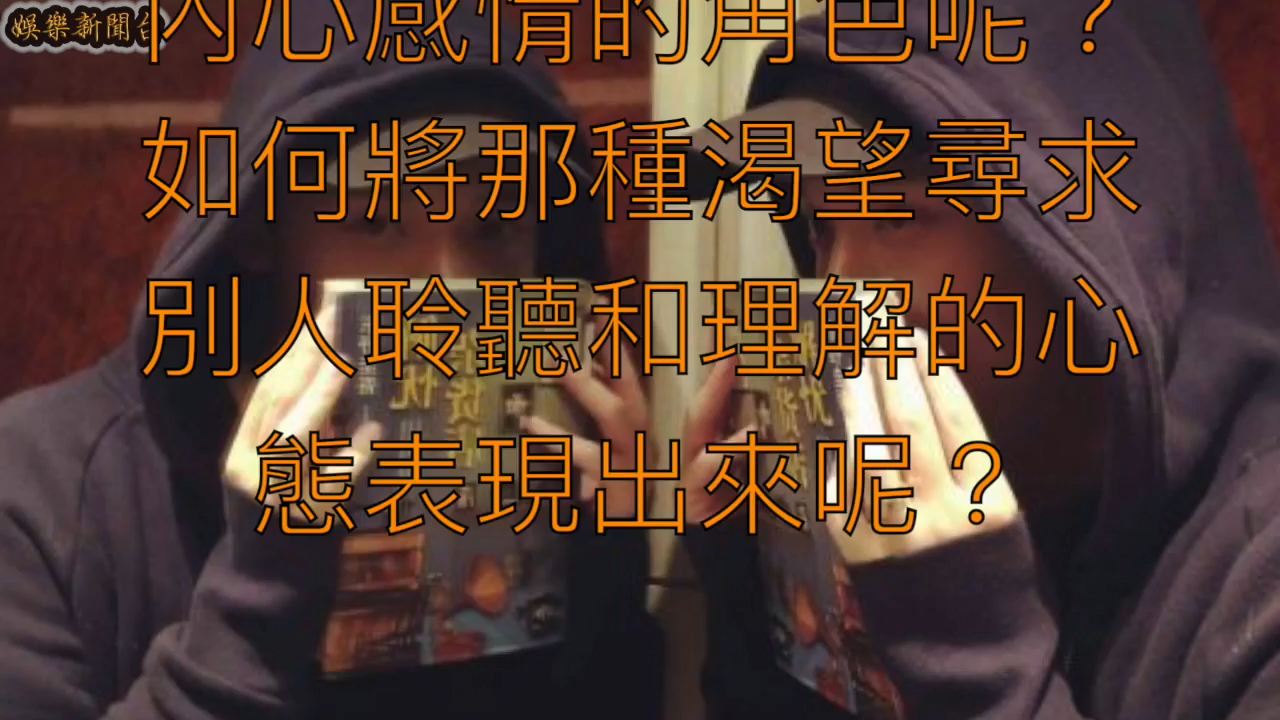 娛樂新聞台
內心感情的角色呢？
如何將那種渴望尋求
別人聆聽和理解的心
態表現出來呢？